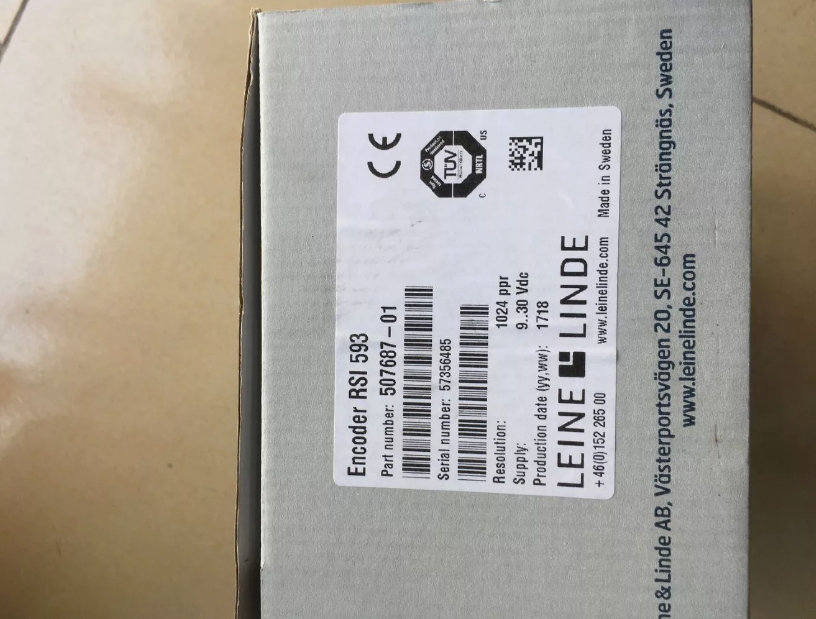 Encoder RSI 593
Part number: 507687-01
Serial number: 57356485
Resolution: 1024 ppr
Supply: 9..30 Vdc
Production date (yy,ww): 1718
LEINE LINDE
+46(0)152 265 00 www.leinelinde.com Made in Sweden
CE
TÜV
NRTL
C US
& Linde AB, Västerportsvägen 20, SE-645 42 Strängnäs, Sweden
www.leinelinde.com